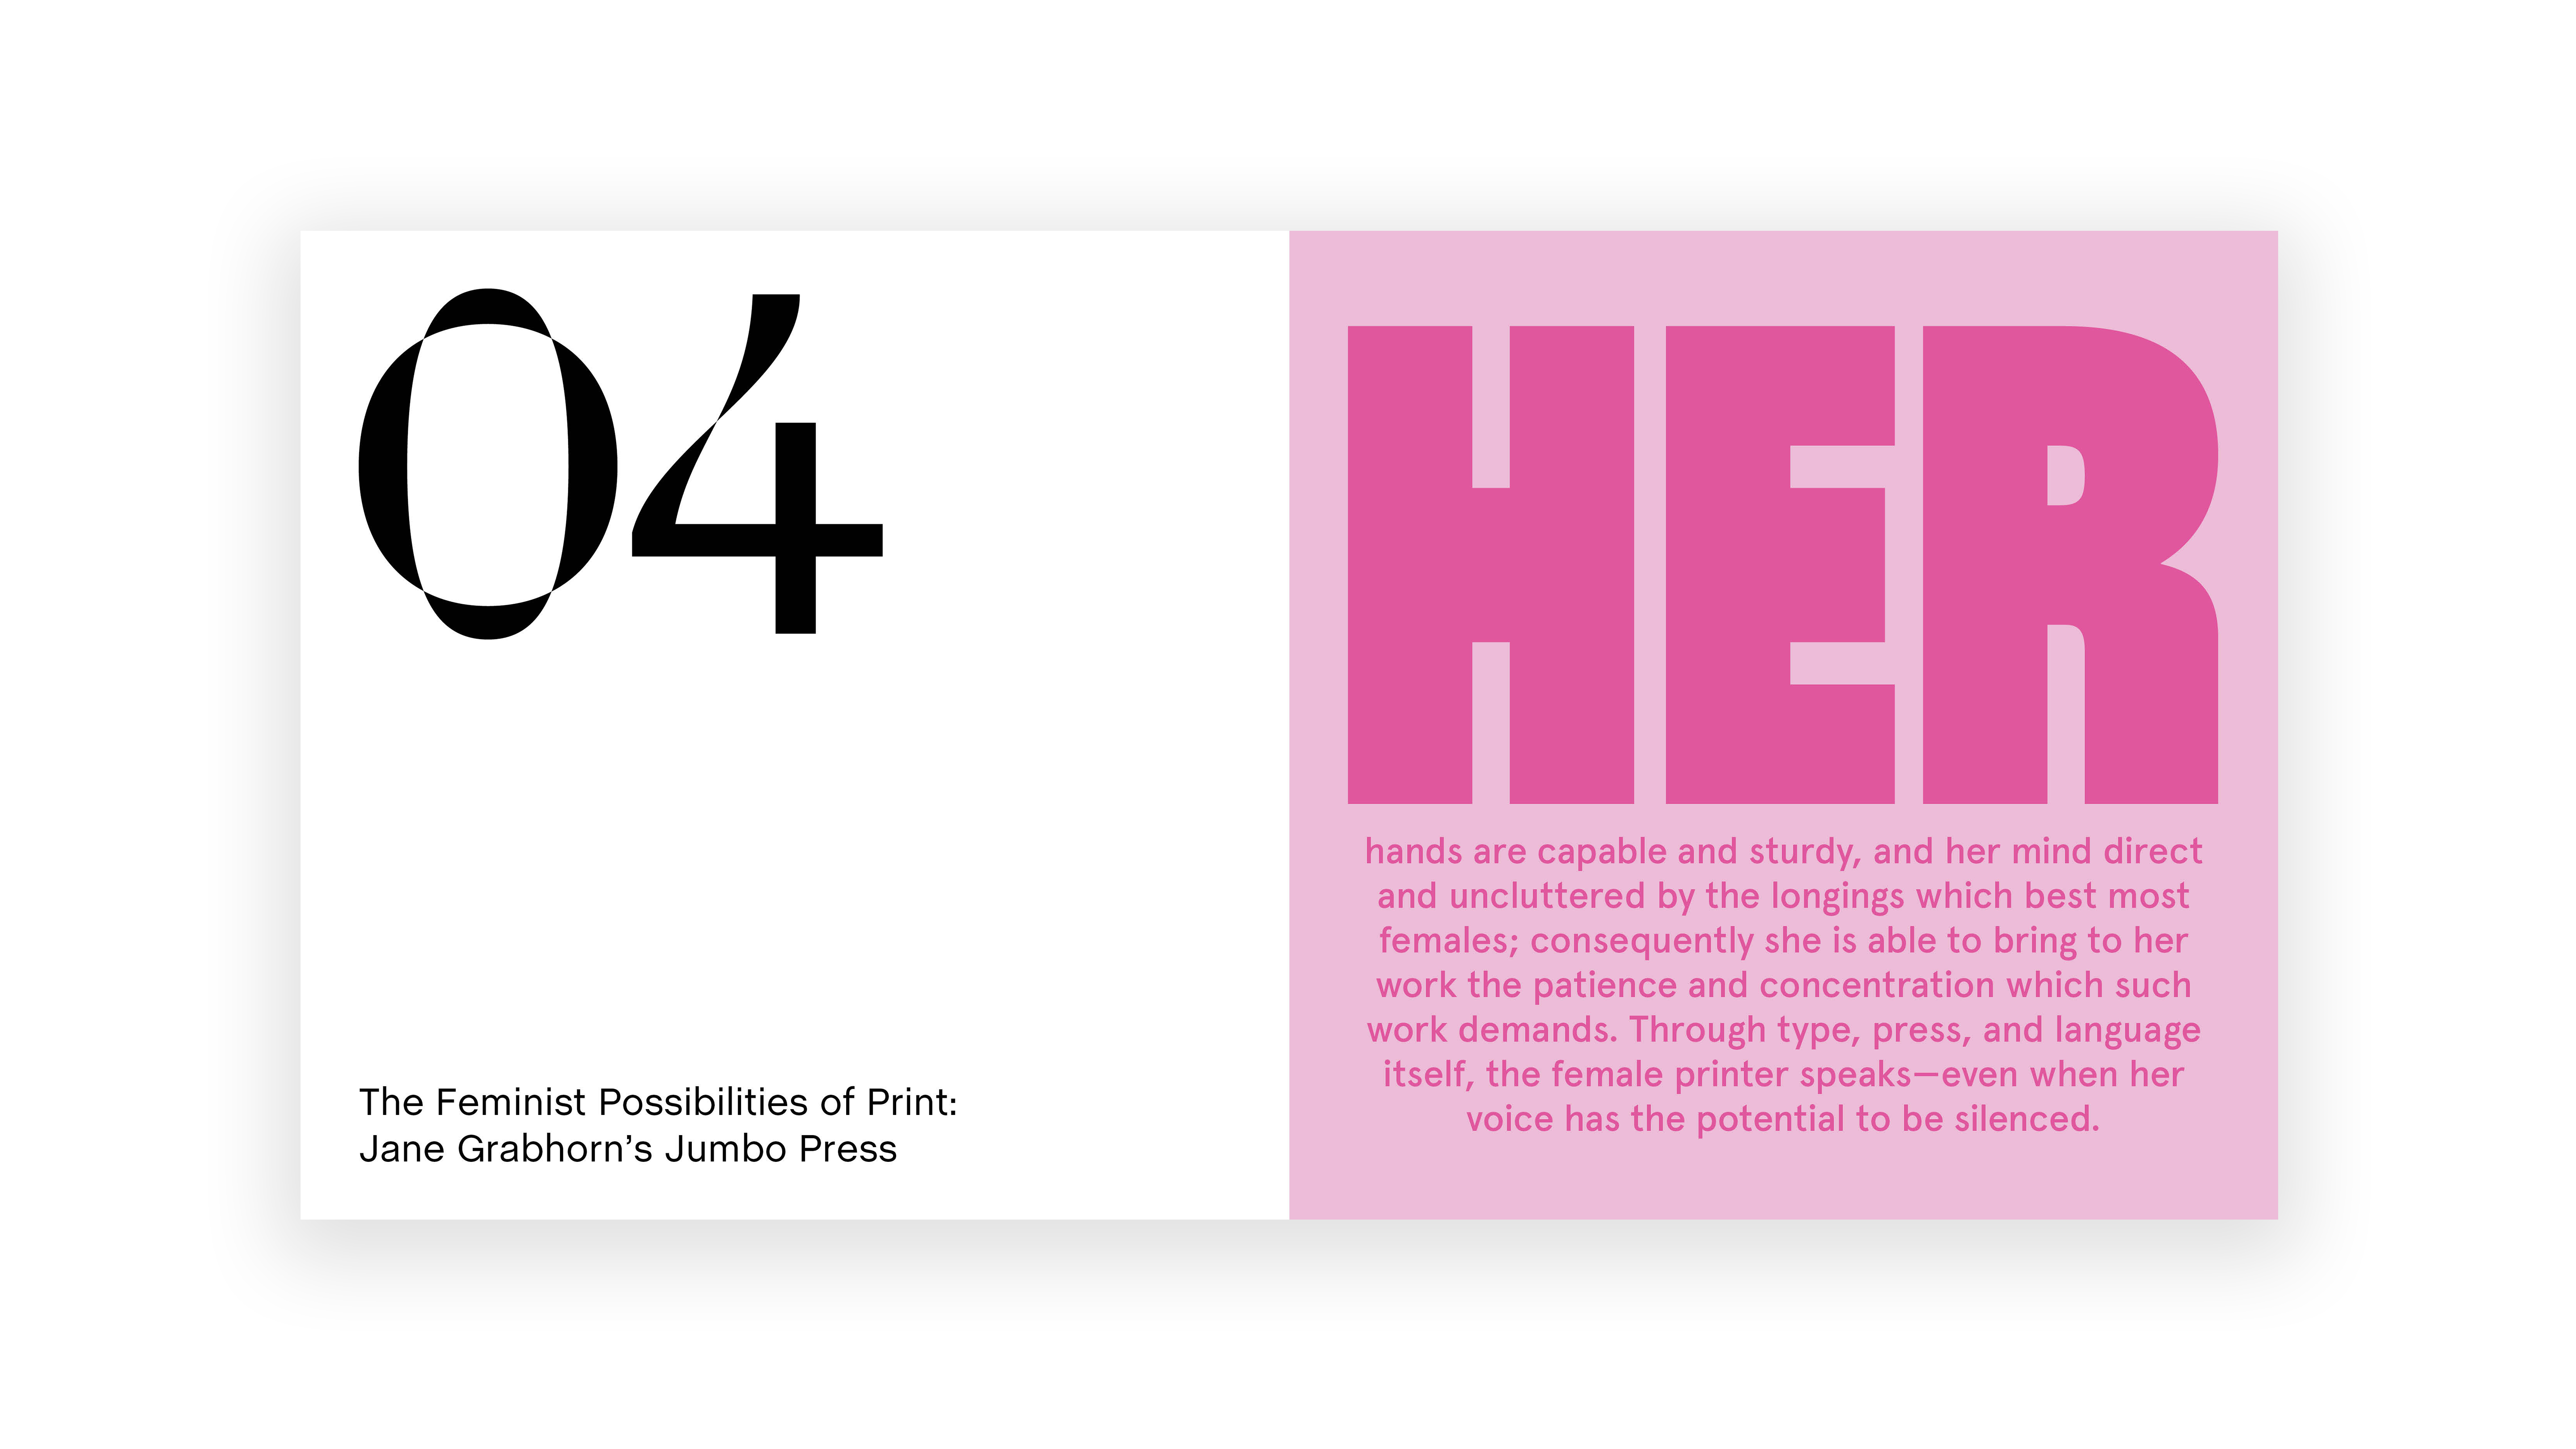 04
The Feminist Possibilities of Print:
Jane Grabhorn’s Jumbo Press
HER
hands are capable and sturdy, and her mind direct
and uncluttered by the longings which best most
females; consequently she is able to bring to her
work the patience and concentration which such
work demands. Through type, press, and language
itself, the female printer speaks—even when her
voice has the potential to be silenced.